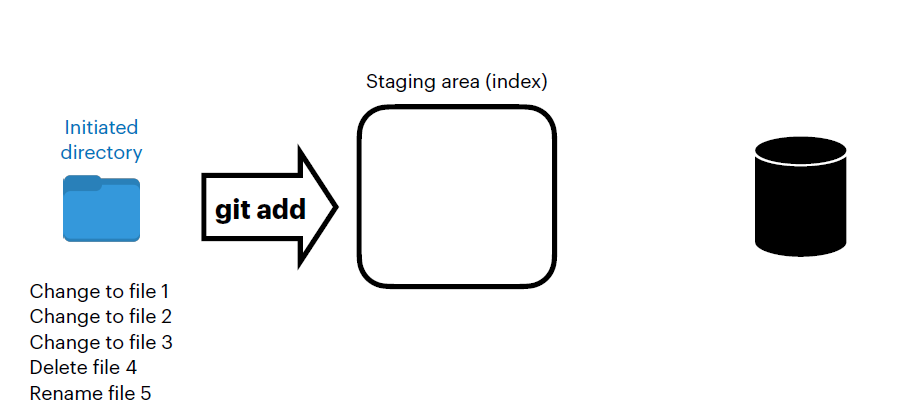 Staging area (index)
Initiated
directory
git add
Change to file 1
Change to file 2
Change to file 3
Delete file 4
Rename file 5